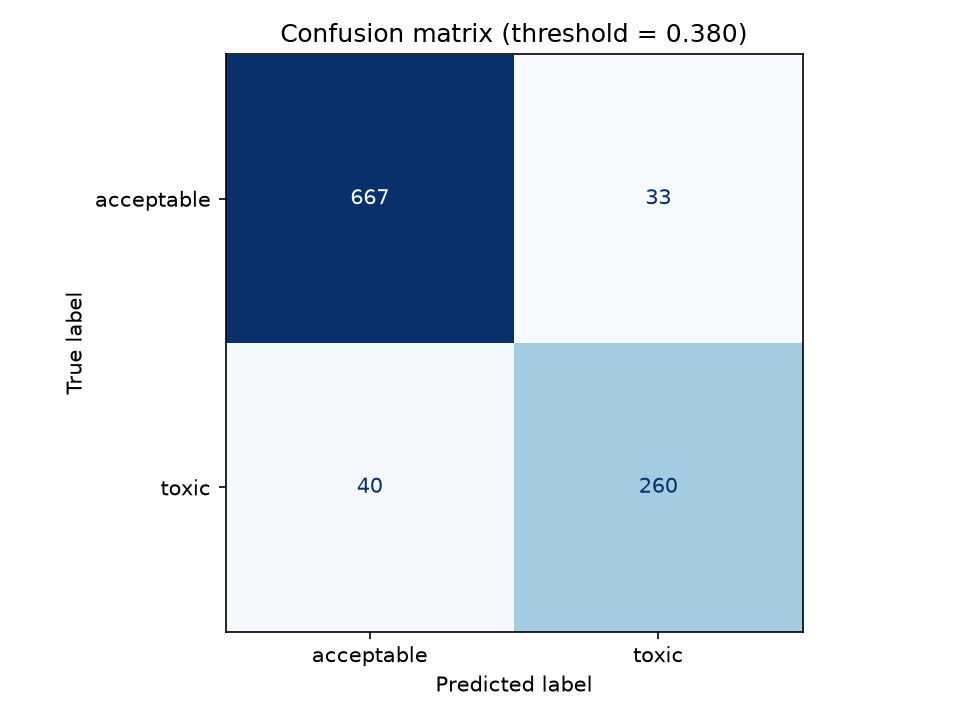 Confusion matrix (threshold = 0.380)
True label
acceptable
667
33
toxic
40
260
acceptable
toxic
Predicted label